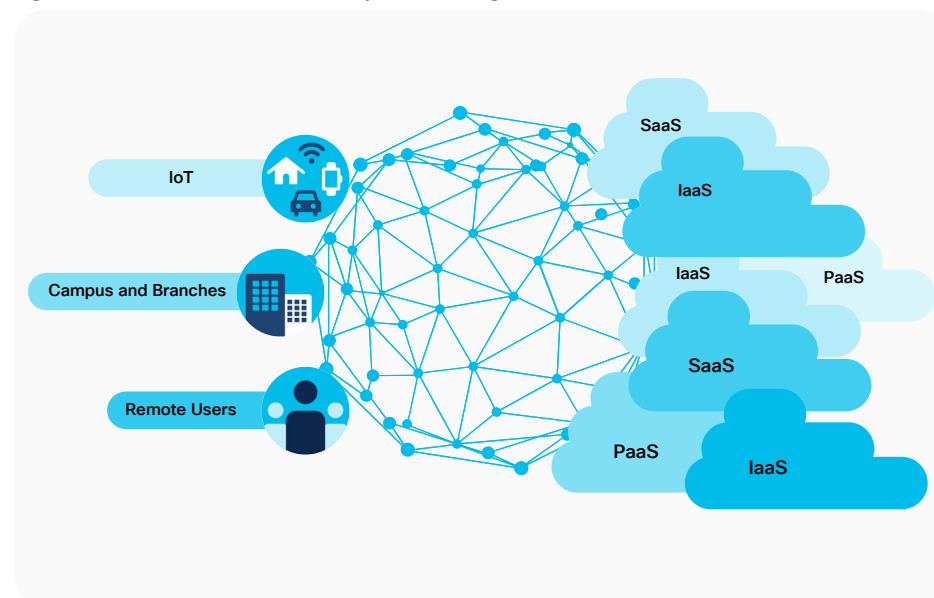 IoT
Campus and Branches
Remote Users
SaaS
IaaS
IaaS
PaaS
SaaS
PaaS
IaaS